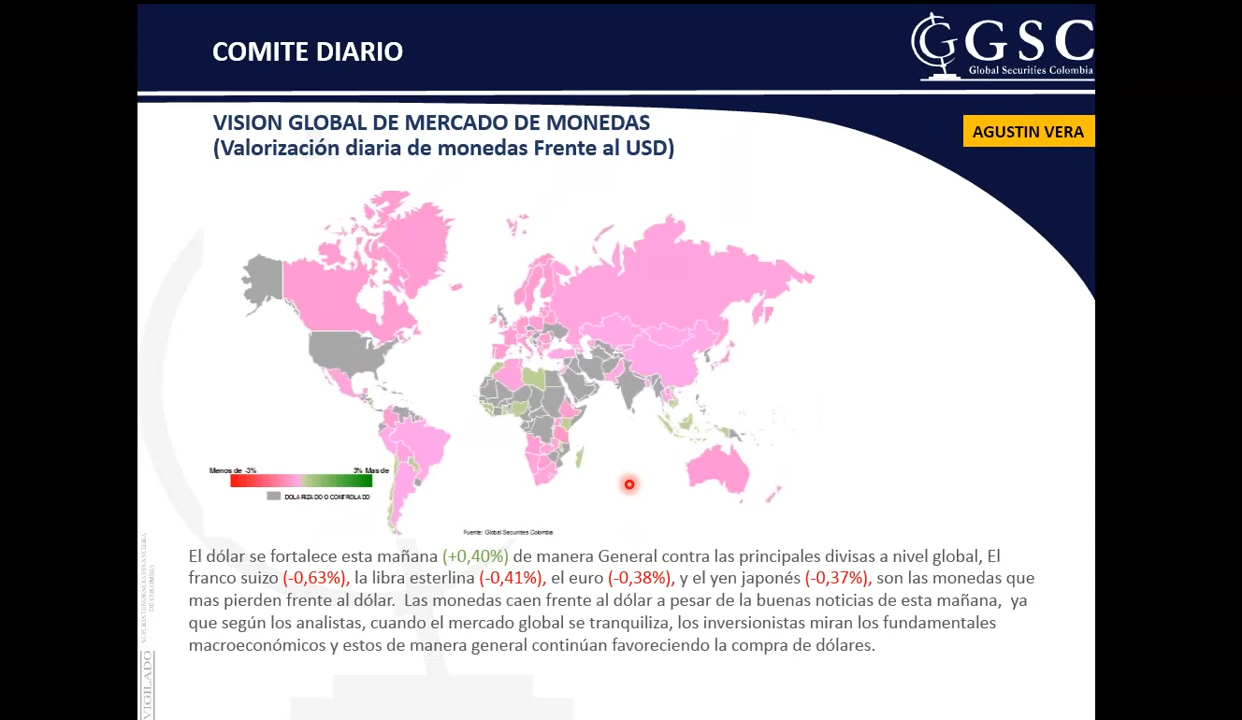 COMITE DIARIO
GSC
Global Securities Colombia
VISION GLOBAL DE MERCADO DE MONEDAS
(Valorización diaria de monedas Frente al USD)
AGUSTIN VERA
Menos de -3%
3% Mas de
DOLARIZADO O CONTROLADO
Fuente: Global Securities Colombia
El dólar se fortalece esta mañana (+0,40%) de manera General contra las principales divisas a nivel global, El
franco suizo (-0,63%), la libra esterlina (-0,41%), el euro (-0,38%), y el yen japonés (-0,37%), son las monedas que
mas pierden frente al dólar. Las monedas caen frente al dólar a pesar de la buenas noticias de esta mañana, ya
que según los analistas, cuando el mercado global se tranquiliza, los inversionistas miran los fundamentales
macroeconómicos y estos de manera general continúan favoreciendo la compra de dólares.
VIGILADO
SUPERINTENDENCIA FINANCIERA
DE COLOMBIA